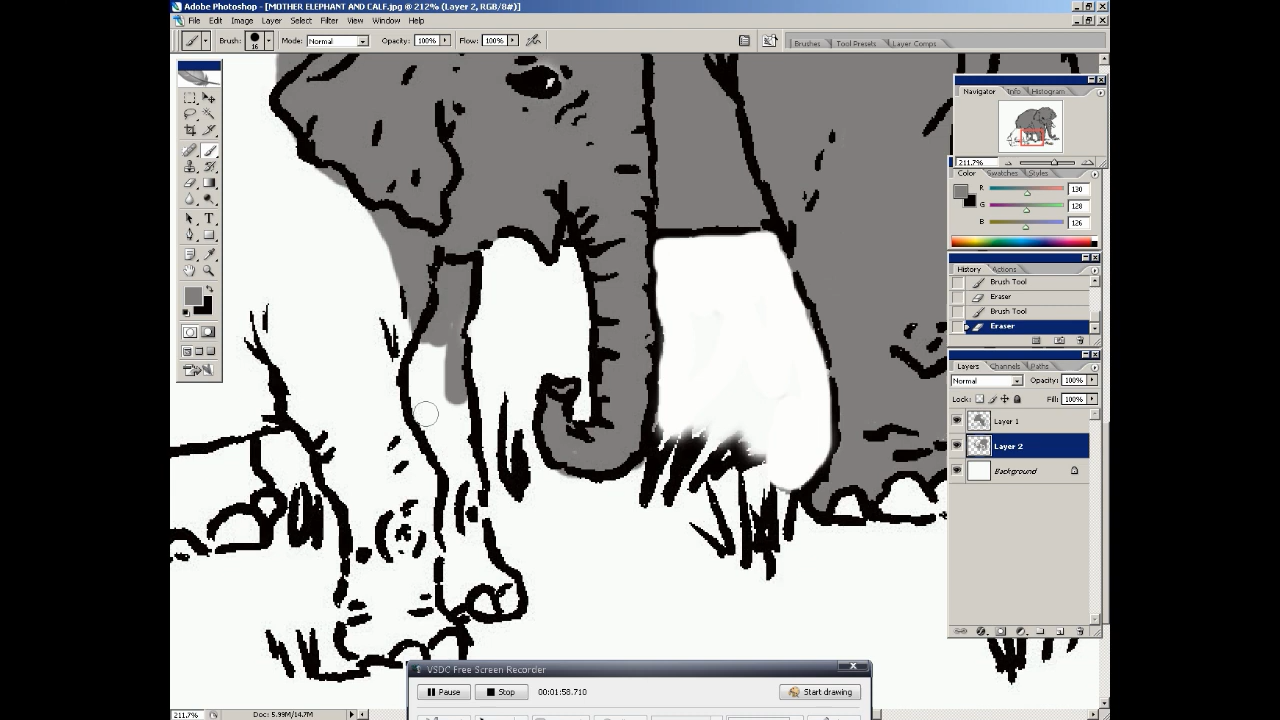 Adobe Photoshop - [MOTHER ELEPHANT AND CALF.jpg @ 212% (Layer 2, RGB/8#)]
File Edit Image Layer Select Filter View Window Help
Brush: 16 Mode: Normal Opacity: 100% Flow: 100% Brushes Tool Presets Layer Comps
Navigator Info Histogram
211.7%
Color Swatches Styles
R 130
G 128
B 126
History Actions
Brush Tool
Eraser
Brush Tool
Eraser
Layers Channels Paths
Normal Opacity: 100%
Lock: Fill: 100%
Layer 1
Layer 2
Background
T
VSDC Free Screen Recorder
Pause Stop 00:01:58.710 Start drawing
211.7% Doc: 5.99M/14.7M